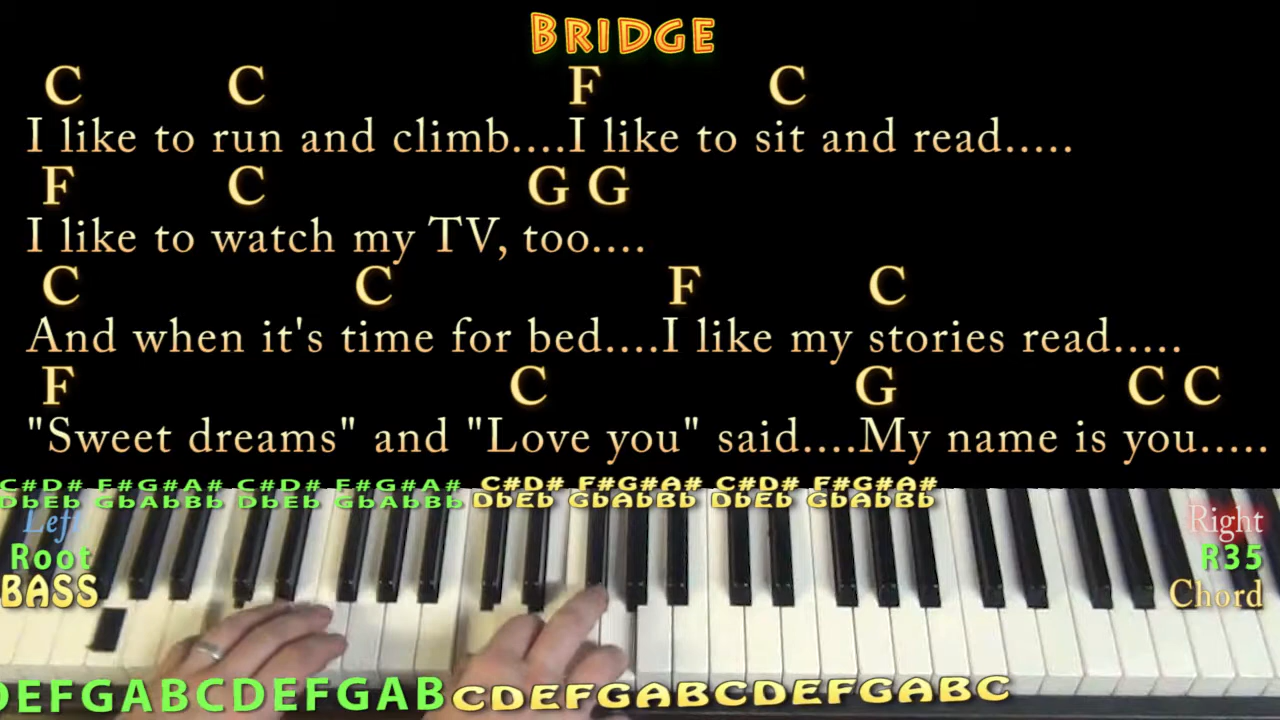 BRIDGE
C C F C
I like to run and climb....I like to sit and read.....
F C G G
I like to watch my TV, too....
C C F C
And when it's time for bed....I like my stories read.....
F C G C C
"Sweet dreams" and "Love you" said....My name is you.....
C#D# F#G#A# C#D# F#G#A# C#D# F#G#A# C#D# F#G#A#
DbEb GbAbBb DbEb GbAbBb DbEb GbAbBb DbEb GbAbBb
Left Right
Root R35
BASS Chord
DEFGABCDEFGAB CDEFGABCDEFGABC